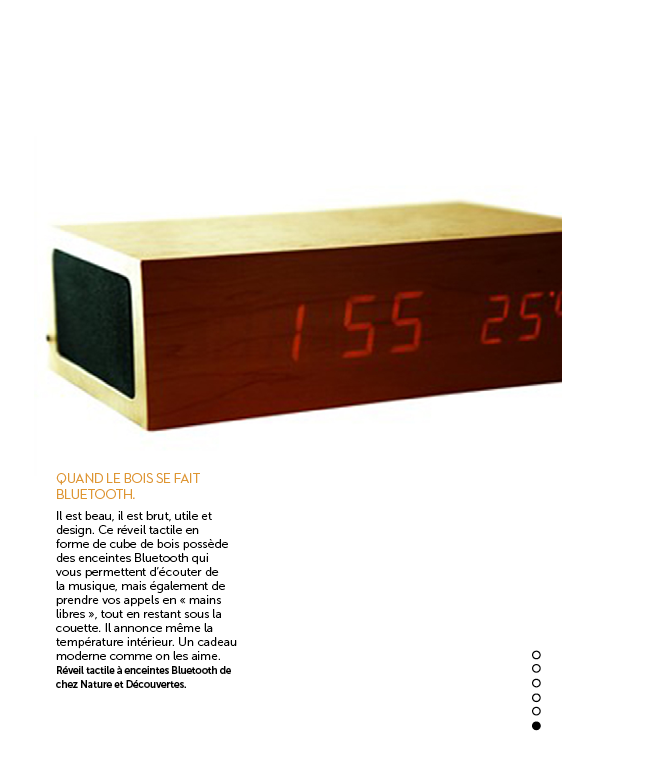 1 55 25°
QUAND LE BOIS SE FAIT
BLUETOOTH.
Il est beau, il est brut, utile et
design. Ce réveil tactile en
forme de cube de bois possède
des enceintes Bluetooth qui
vous permettent d’écouter de
la musique, mais également de
prendre vos appels en « mains
libres », tout en restant sous la
couette. Il annonce même la
température intérieur. Un cadeau
moderne comme on les aime.
Réveil tactile à enceintes Bluetooth de
chez Nature et Découvertes.